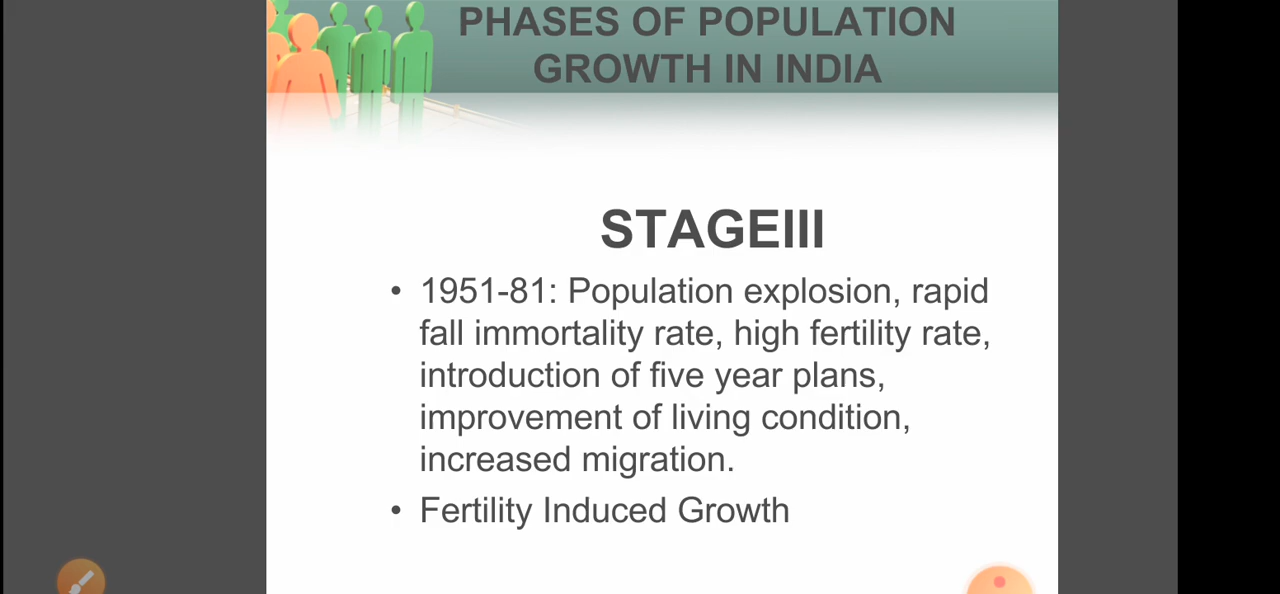 PHASES OF POPULATION
GROWTH IN INDIA
STAGEIII
• 1951-81: Population explosion, rapid
fall immortality rate, high fertility rate,
introduction of five year plans,
improvement of living condition,
increased migration.
• Fertility Induced Growth